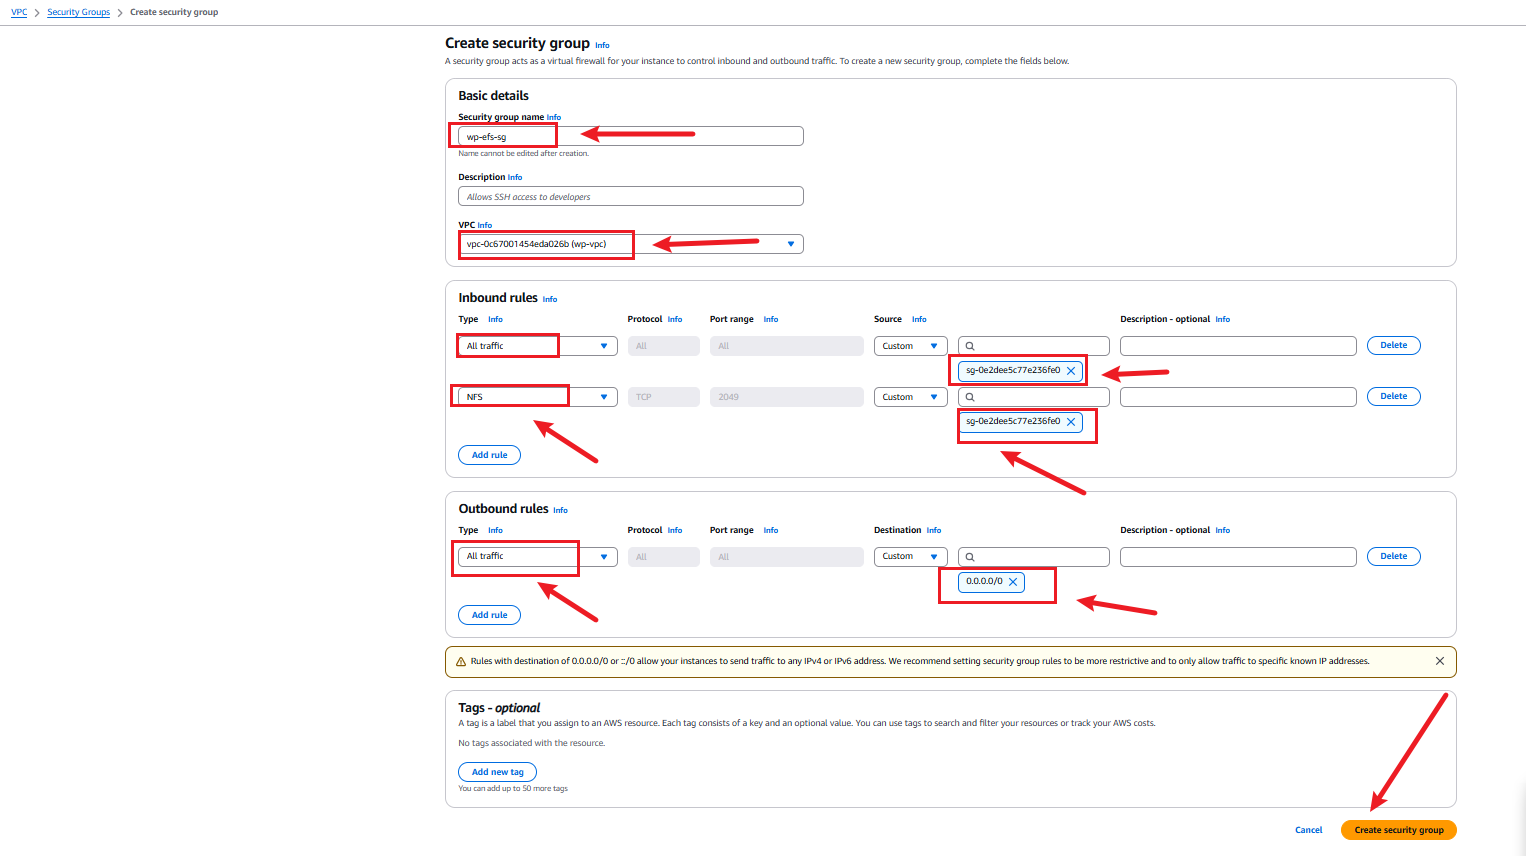 VPC > Security Groups > Create security group
Create security group Info
A security group acts as a virtual firewall for your instance to control inbound and outbound traffic. To create a new security group, complete the fields below.
Basic details
Security group name Info
wp-efs-sg
Name cannot be edited after creation.
Description Info
Allows SSH access to developers
VPC Info
vpc-0c67001454eda026b (wp-vpc)
Inbound rules Info
Type Info Protocol Info Port range Info Source Info Description - optional Info
All traffic All All Custom Delete
sg-0e2dee5c77e236fe0
NFS TCP 2049 Custom Delete
sg-0e2dee5c77e236fe0
Add rule
Outbound rules Info
Type Info Protocol Info Port range Info Destination Info Description - optional Info
All traffic All All Custom Delete
0.0.0.0/0
Add rule
Rules with destination of 0.0.0.0/0 or ::/0 allow your instances to send traffic to any IPv4 or IPv6 address. We recommend setting security group rules to be more restrictive and to only allow traffic to specific known IP addresses.
Tags - optional
A tag is a label that you assign to an AWS resource. Each tag consists of a key and an optional value. You can use tags to search and filter your resources or track your AWS costs.
No tags associated with the resource.
Add new tag
You can add up to 50 more tags
Cancel Create security group